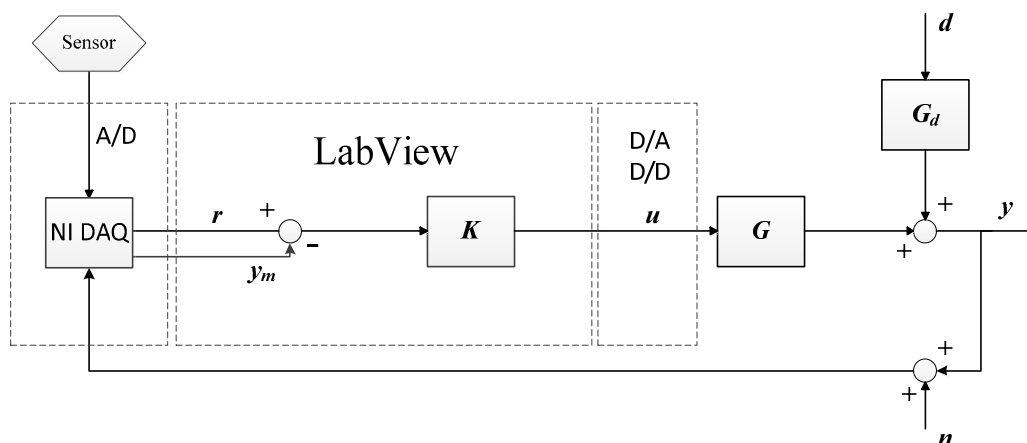 d
Sensor
G_d
A/D
LabView
D/A
D/D
r
+
u
+
y
NI DAQ
-
K
G
+
y_m
+
+
n